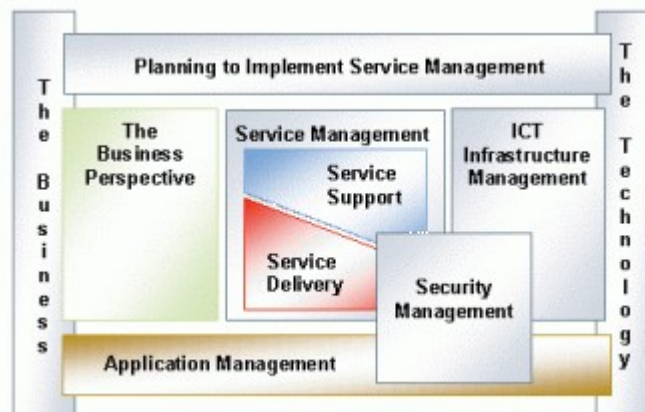 The Business
Planning to Implement Service Management
The
Business
Perspective
Service Management
Service
Support
Service
Delivery
ICT
Infrastructure
Management
Security
Management
Application Management
The Technology